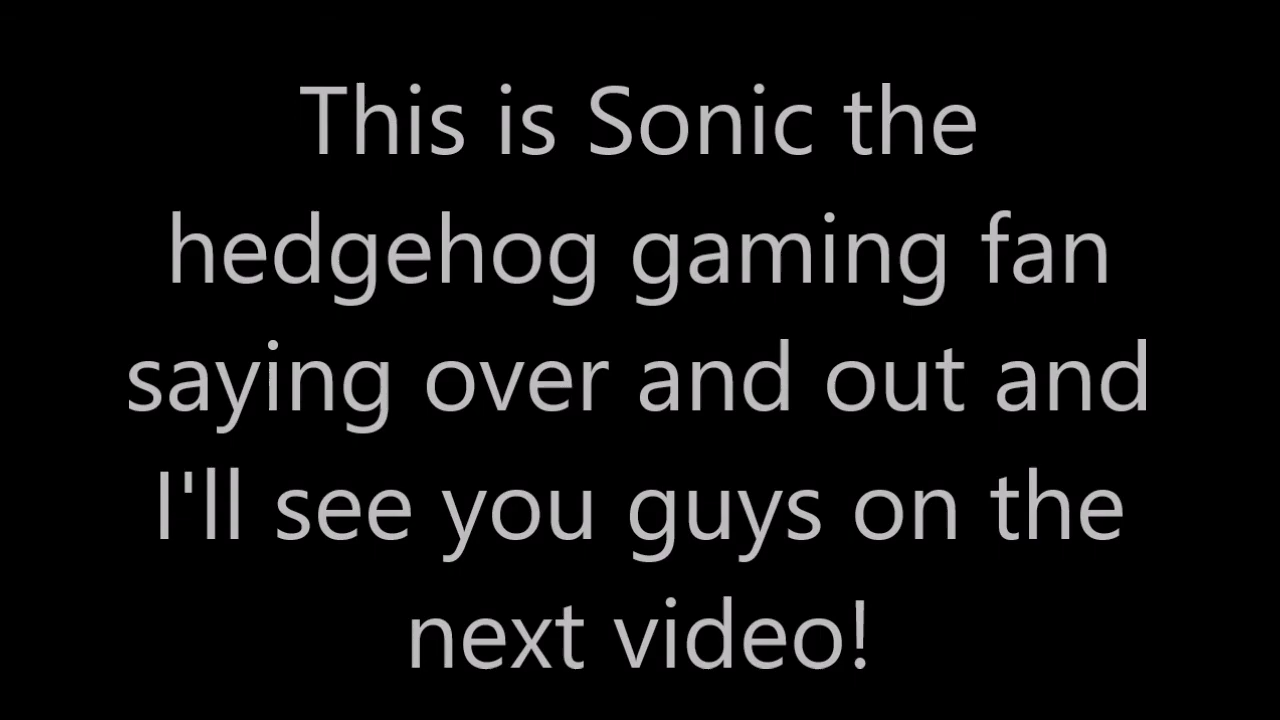 This is Sonic the
hedgehog gaming fan
saying over and out and
I'll see you guys on the
next video!